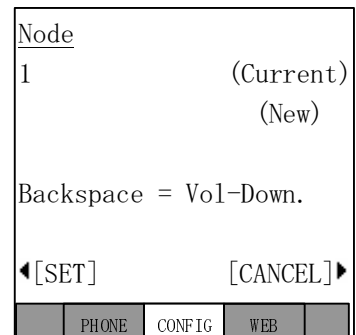 Node
1 (Current)
(New)
Backspace = Vol-Down.
[SET] [CANCEL]
PHONE CONFIG WEB